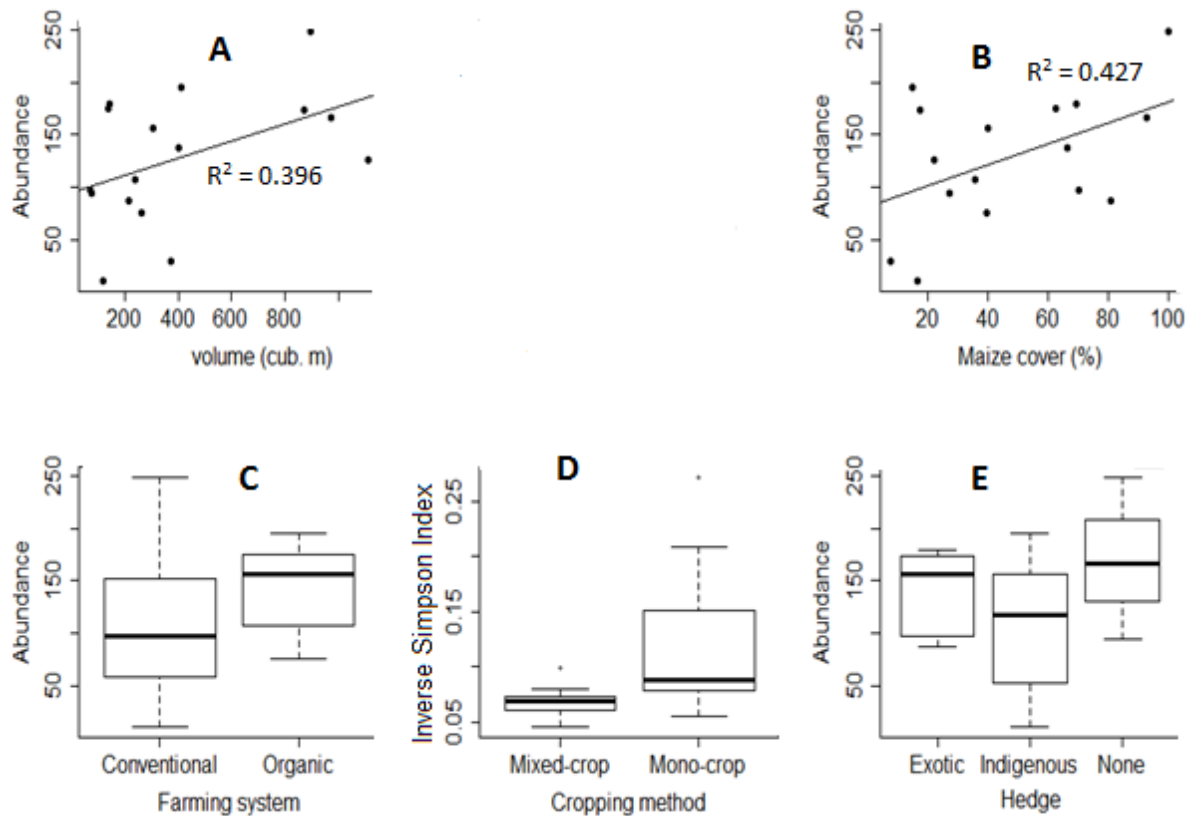 A
R² = 0.396
Abundance
50
150
250
200
400
600
800
volume (cub. m)
B
R² = 0.427
Abundance
50
150
250
20
40
60
80
100
Maize cover (%)
C
Abundance
50
150
250
Conventional
Organic
Farming system
D
Inverse Simpson Index
0.05
0.15
0.25
Mixed-crop
Mono-crop
Cropping method
E
Abundance
50
150
250
Exotic
Indigenous
None
Hedge